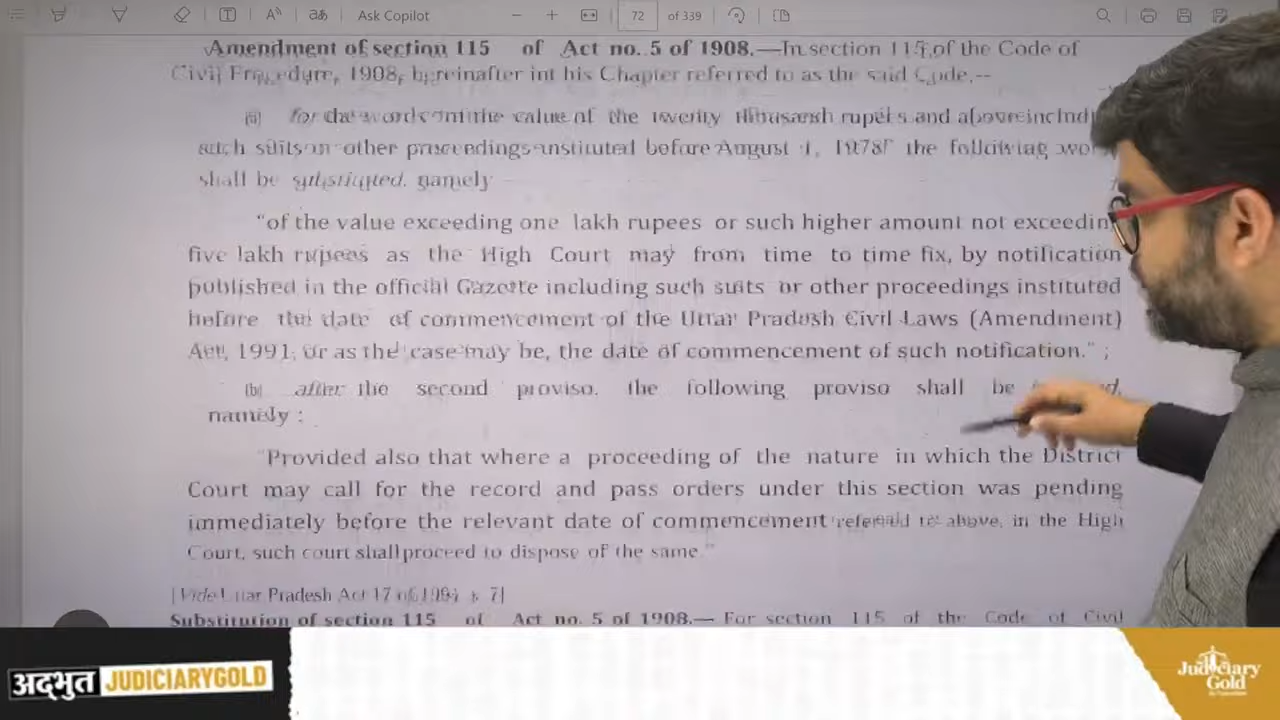 Ask Copilot
72 of 339
Amendment of section 115 of Act no. 5 of 1908.—In section 115 of the Code of
Civil Procedure, 1908, hereinafter int his Chapter referred to as the said Code,--
(a) for the words the value of the twenty rupees and above
such suits or other proceedings instituted before August 1, 1978" the following
shall be substituted, namely
"of the value exceeding one lakh rupees or such higher amount not exceeding
five lakh rupees as the High Court may from time to time fix, by notification
published in the official Gazette including such suits or other proceedings instituted
before the date of commencement of the Uttar Pradesh Civil Laws (Amendment)
Act, 1991, or as the case may be, the date of commencement of such notification." ;
(b) after the second proviso, the following proviso shall be
namely :
"Provided also that where a proceeding of the nature in which the District
Court may call for the record and pass orders under this section was pending
immediately before the relevant date of commencement referred to above, in the High
Court, such court shall proceed to dispose of the same."
[Vide Uttar Pradesh Act 17 of s. 7]
Substitution of section 115 of Act no. 5 of 1908.— For section 115 of the Code of Civil
अद्भुत JUDICIARYGOLD
Judiciary
Gold